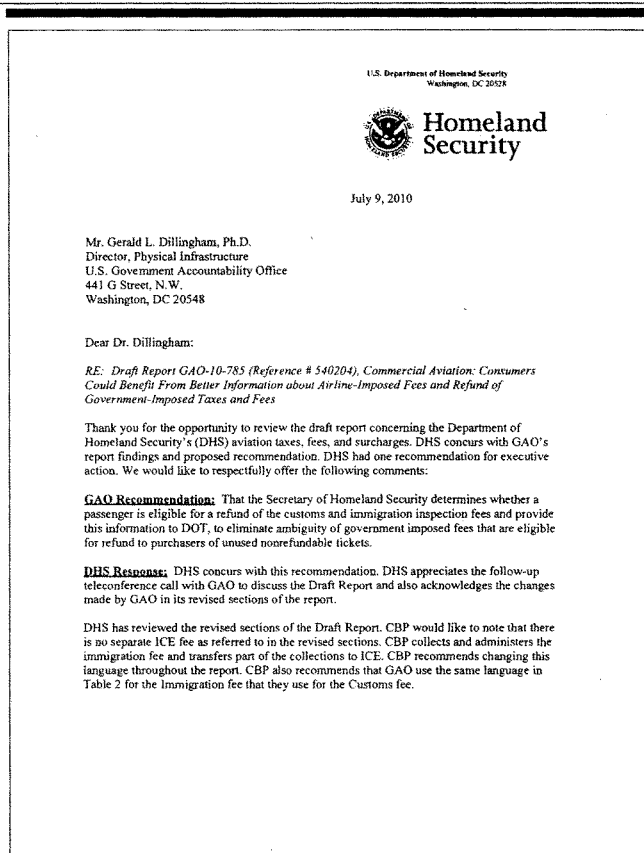 U.S. Department of Homeland Security
Washington, DC 20528
Homeland
Security
July 9, 2010
Mr. Gerald L. Dillingham, Ph.D.
Director, Physical Infrastructure
U.S. Government Accountability Office
441 G Street, N.W.
Washington, DC 20548
Dear Dr. Dillingham:
RE: Draft Report GAO-10-785 (Reference # 540204), Commercial Aviation: Consumers
Could Benefit From Better Information about Airline-Imposed Fees and Refund of
Government-Imposed Taxes and Fees
Thank you for the opportunity to review the draft report concerning the Department of
Homeland Security's (DHS) aviation taxes, fees, and surcharges. DHS concurs with GAO's
report findings and proposed recommendation. DHS had one recommendation for executive
action. We would like to respectfully offer the following comments:
GAO Recommendation: That the Secretary of Homeland Security determines whether a
passenger is eligible for a refund of the customs and immigration inspection fees and provide
this information to DOT, to eliminate ambiguity of government imposed fees that are eligible
for refund to purchasers of unused nonrefundable tickets.
DHS Response: DHS concurs with this recommendation. DHS appreciates the follow-up
teleconference call with GAO to discuss the Draft Report and also acknowledges the changes
made by GAO in its revised sections of the report.
DHS has reviewed the revised sections of the Draft Report. CBP would like to note that there
is no separate ICE fee as referred to in the revised sections. CBP collects and administers the
immigration fee and transfers part of the collections to ICE. CBP recommends changing this
language throughout the report. CBP also recommends that GAO use the same language in
Table 2 for the Immigration fee that they use for the Customs fee.